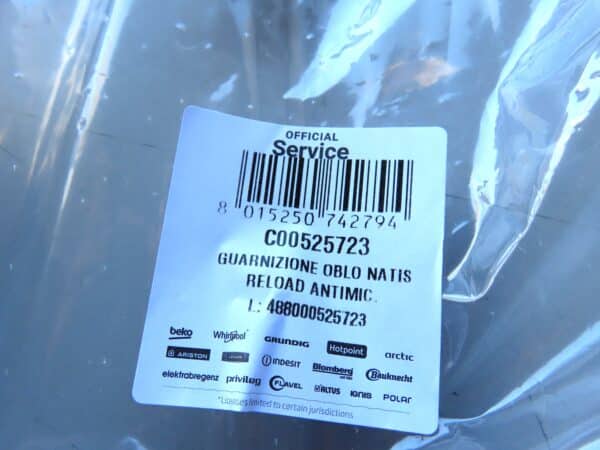 OFFICIAL
Service
8 015250 742794
C00525723
GUARNIZIONE OBLO NATIS
RELOAD ANTIMIC.
L: 488000525723
beko Whirlpool GRUNDIG Hotpoint arctic
ARISTON INDESIT Blomberg Bauknecht
elektrabregenz privileg FLAVEL ALTUS IGNIS POLAR
*Licenses limited to certain jurisdictions